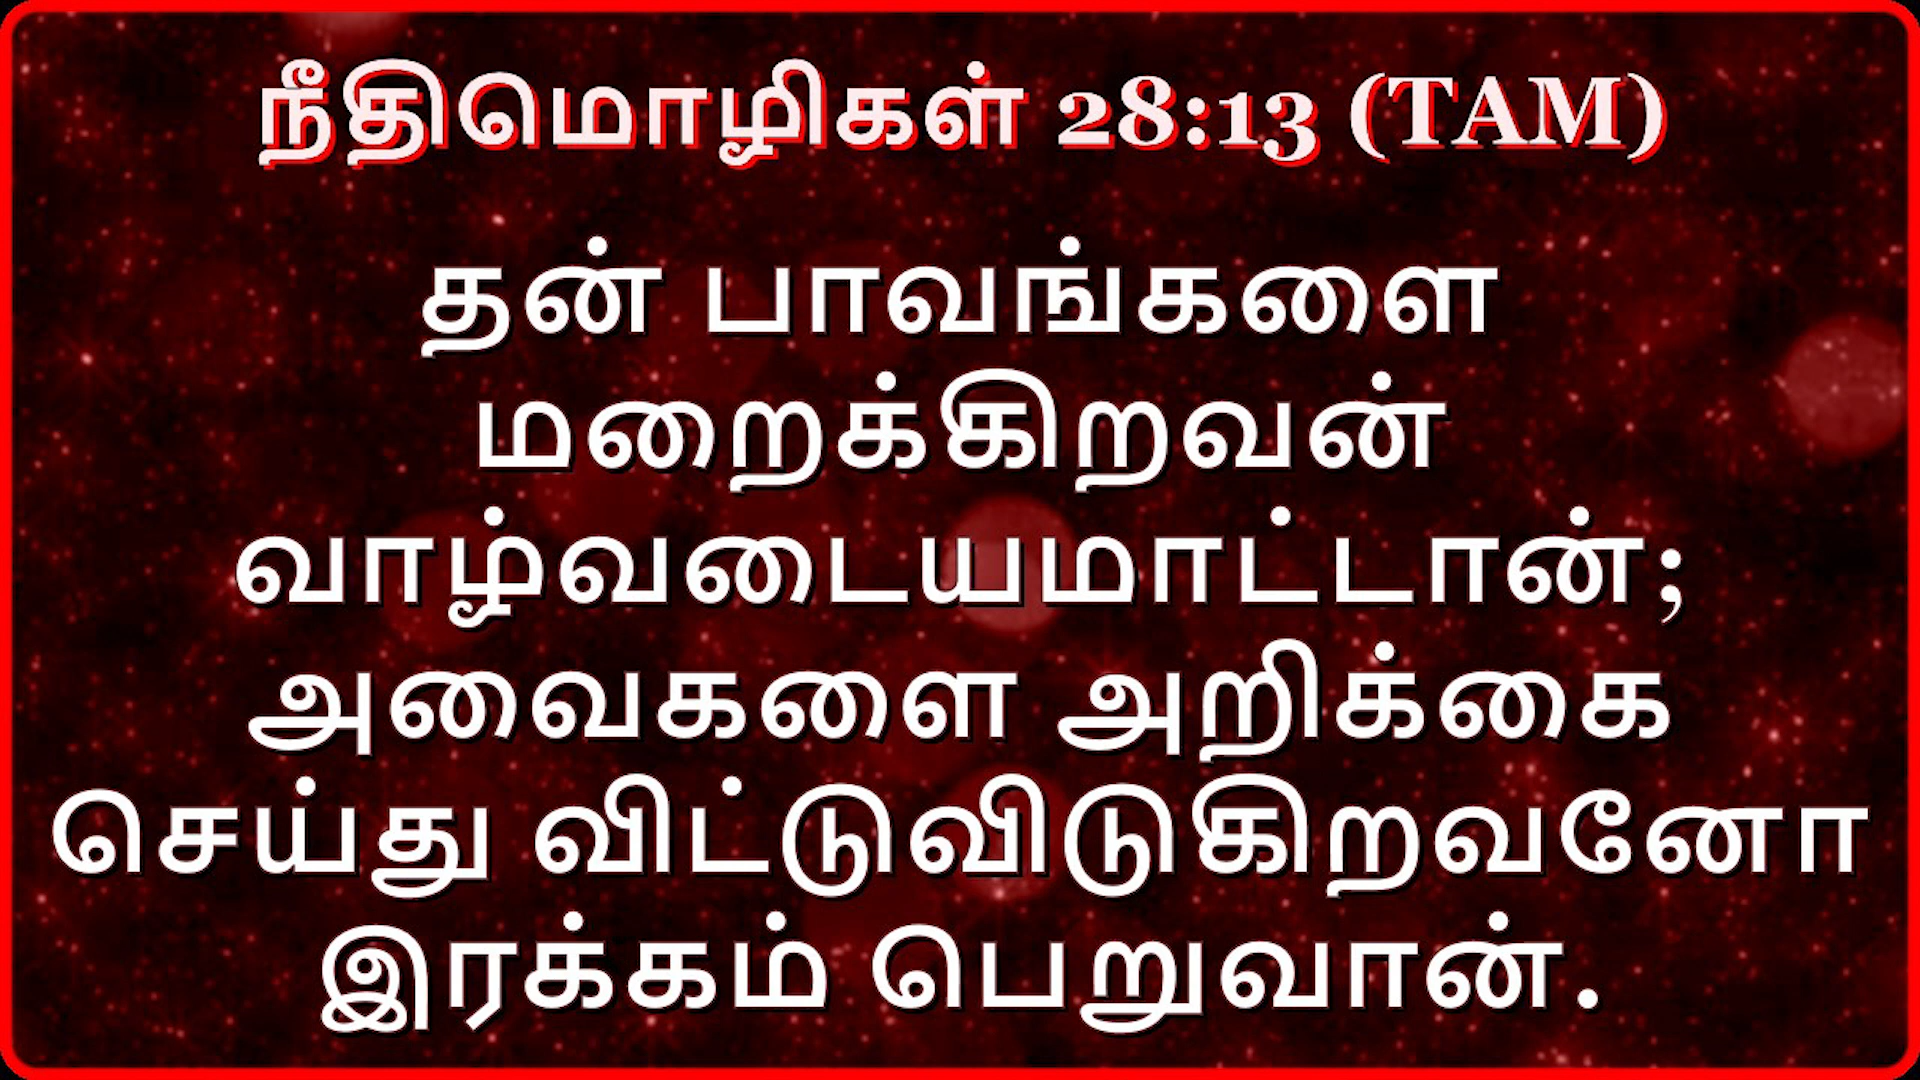 நீதிமொழிகள் 28:13 (TAM)
தன் பாவங்களை
மறைக்கிறவன்
வாழ்வடையமாட்டான்;
அவைகளை அறிக்கை
செய்து விட்டுவிடுகிறவனோ
இரக்கம் பெறுவான்.